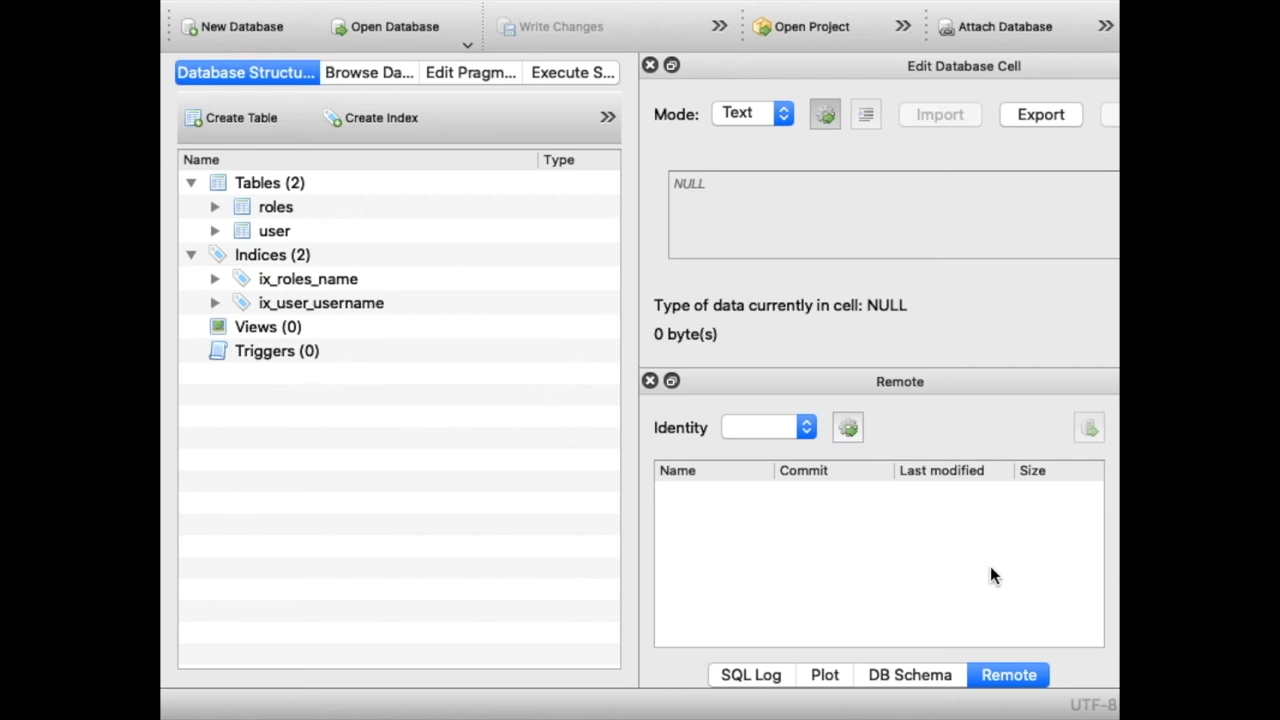 New Database Open Database Write Changes Open Project Attach Database
Database Structu... Browse Da... Edit Pragm... Execute S...
Create Table Create Index
Name Type
Tables (2)
roles
user
Indices (2)
ix_roles_name
ix_user_username
Views (0)
Triggers (0)
Edit Database Cell
Mode: Text Import Export
NULL
Type of data currently in cell: NULL
0 byte(s)
Remote
Identity
Name Commit Last modified Size
SQL Log Plot DB Schema Remote
UTF-8